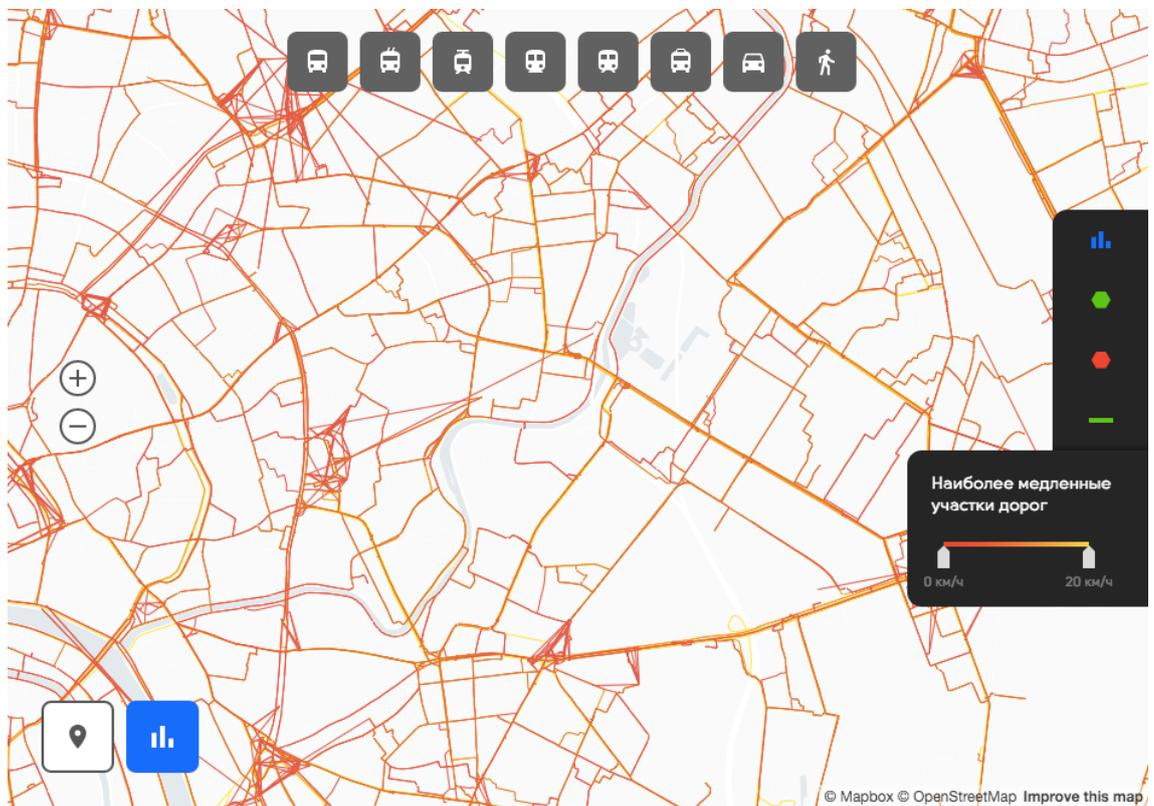 Наиболее медленные
участки дорог
0 км/ч 20 км/ч
© Mapbox © OpenStreetMap Improve this map